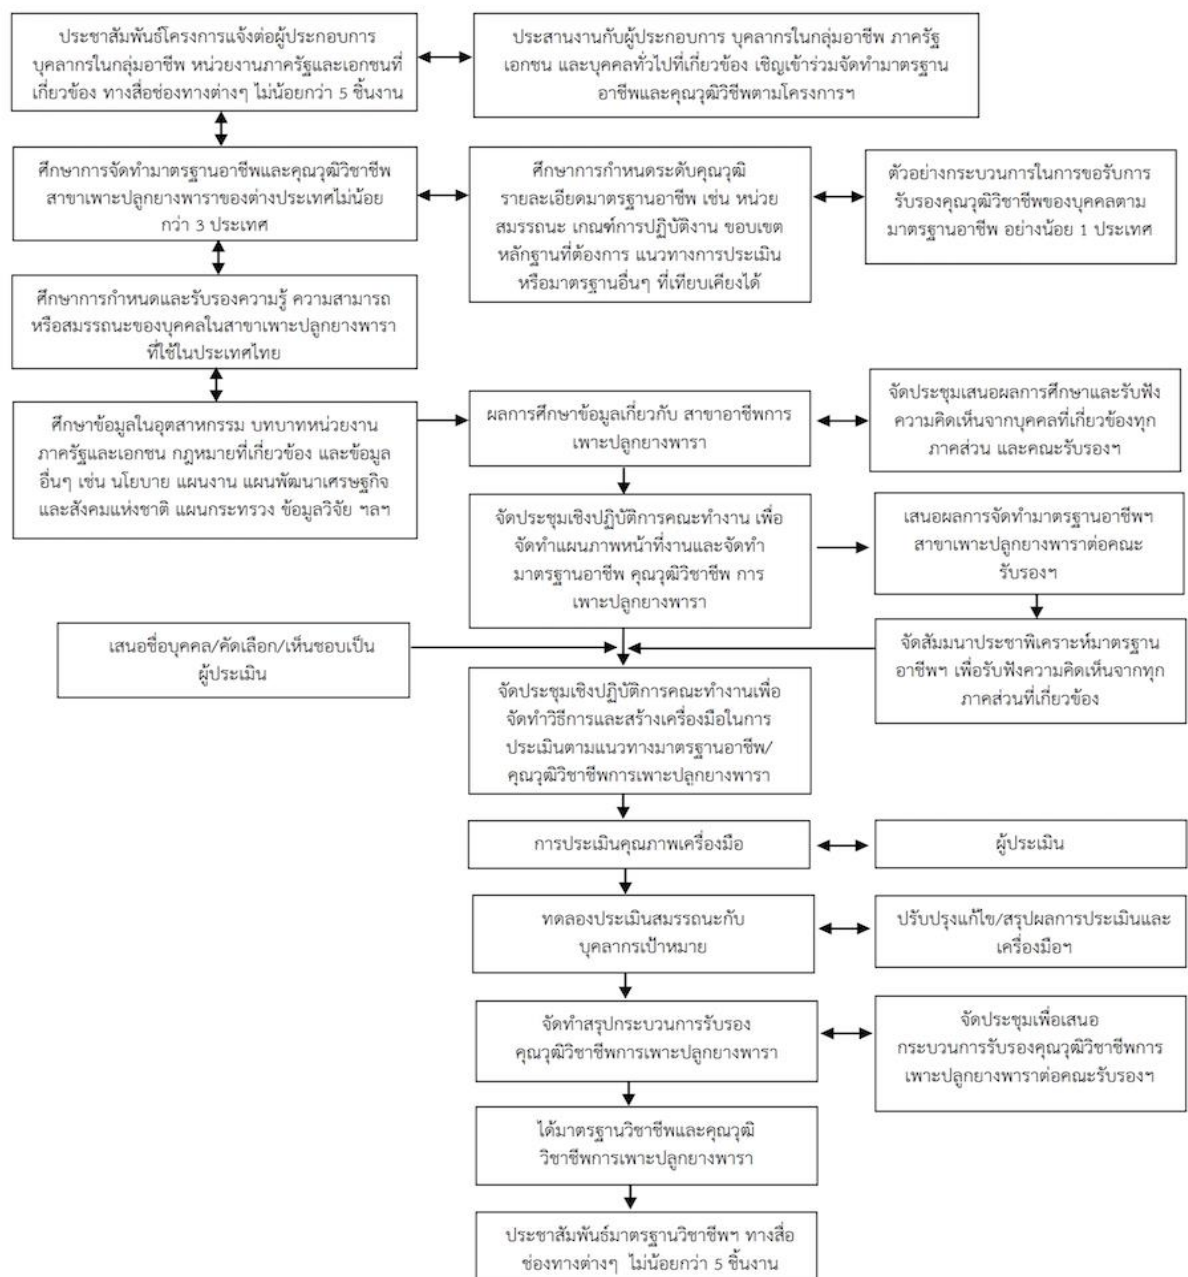 ประชาสัมพันธ์โครงการแจ้งต่อผู้ประกอบการ
บุคลากรในกลุ่มอาชีพ หน่วยงานภาครัฐและเอกชนที่
เกี่ยวข้อง ทางสื่อช่องทางต่างๆ ไม่น้อยกว่า 5 ชิ้นงาน
ประสานงานกับผู้ประกอบการ บุคลากรในกลุ่มอาชีพ ภาครัฐ
เอกชน และบุคคลทั่วไปที่เกี่ยวข้อง เชิญเข้าร่วมจัดทำมาตรฐาน
อาชีพและคุณวุฒิวิชีพตามโครงการฯ
ศึกษาการจัดทำมาตรฐานอาชีพและคุณวุฒิวิชาชีพ
สาขาเพาะปลูกยางพาราของต่างประเทศไม่น้อย
กว่า 3 ประเทศ
ศึกษาการกำหนดระดับคุณวุฒิ
รายละเอียดมาตรฐานอาชีพ เช่น หน่วย
สมรรถนะ เกณฑ์การปฏิบัติงาน ขอบเขต
หลักฐานที่ต้องการ แนวทางการประเมิน
หรือมาตรฐานอื่นๆ ที่เทียบเคียงได้
ตัวอย่างกระบวนการในการขอรับการ
รับรองคุณวุฒิวิชาชีพของบุคคลตาม
มาตรฐานอาชีพ อย่างน้อย 1 ประเทศ
ศึกษาการกำหนดและรับรองความรู้ ความสามารถ
หรือสมรรถนะของบุคคลในสาขาเพาะปลูกยางพารา
ที่ใช้ในประเทศไทย
ศึกษาข้อมูลในอุตสาหกรรม บทบาทหน่วยงาน
ภาครัฐและเอกชน กฎหมายที่เกี่ยวข้อง และข้อมูล
อื่นๆ เช่น นโยบาย แผนงาน แผนพัฒนาเศรษฐกิจ
และสังคมแห่งชาติ แผนกระทรวง ข้อมูลวิจัย ฯลฯ
ผลการศึกษาข้อมูลเกี่ยวกับ สาขาอาชีพการ
เพาะปลูกยางพารา
จัดประชุมเสนอผลการศึกษาและรับฟัง
ความคิดเห็นจากบุคคลที่เกี่ยวข้องทุก
ภาคส่วน และคณะรับรองฯ
จัดประชุมเชิงปฏิบัติการคณะทำงาน เพื่อ
จัดทำแผนภาพหน้าที่งานและจัดทำ
มาตรฐานอาชีพ คุณวุฒิวิชาชีพ การ
เพาะปลูกยางพารา
เสนอผลการจัดทำมาตรฐานอาชีพฯ
สาขาเพาะปลูกยางพาราต่อคณะ
รับรองฯ
เสนอชื่อบุคคล/คัดเลือก/เห็นชอบเป็น
ผู้ประเมิน
จัดสัมมนาประชาพิเคราะห์มาตรฐาน
อาชีพฯ เพื่อรับฟังความคิดเห็นจากทุก
ภาคส่วนที่เกี่ยวข้อง
จัดประชุมเชิงปฏิบัติการคณะทำงานเพื่อ
จัดทำวิธีการและสร้างเครื่องมือในการ
ประเมินตามแนวทางมาตรฐานอาชีพ/
คุณวุฒิวิชาชีพการเพาะปลูกยางพารา
การประเมินคุณภาพเครื่องมือ
ผู้ประเมิน
ทดลองประเมินสมรรถนะกับ
บุคลากรเป้าหมาย
ปรับปรุงแก้ไข/สรุปผลการประเมินและ
เครื่องมือฯ
จัดทำสรุปกระบวนการรับรอง
คุณวุฒิวิชาชีพการเพาะปลูกยางพารา
จัดประชุมเพื่อเสนอ
กระบวนการรับรองคุณวุฒิวิชาชีพการ
เพาะปลูกยางพาราต่อคณะรับรองฯ
ได้มาตรฐานวิชาชีพและคุณวุฒิ
วิชาชีพการเพาะปลูกยางพารา
ประชาสัมพันธ์มาตรฐานวิชาชีพฯ ทางสื่อ
ช่องทางต่างๆ ไม่น้อยกว่า 5 ชิ้นงาน